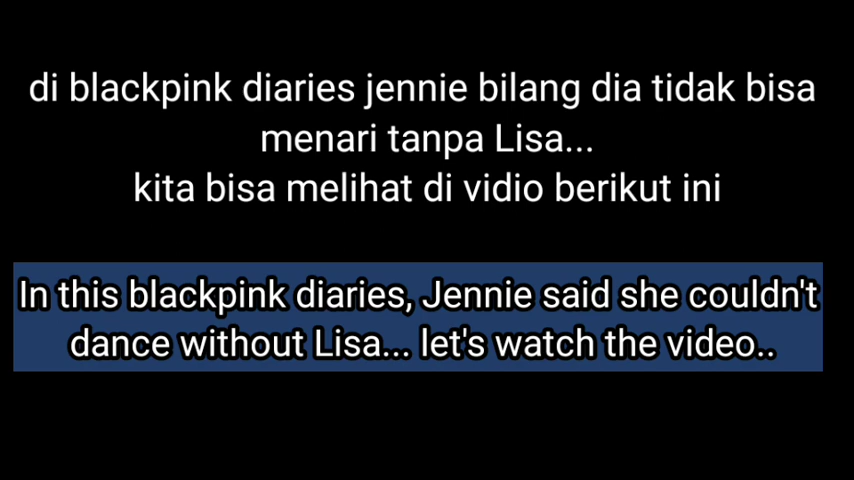 di blackpink diaries jennie bilang dia tidak bisa
menari tanpa Lisa...
kita bisa melihat di vidio berikut ini
In this blackpink diaries, Jennie said she couldn't
dance without Lisa... let's watch the video..